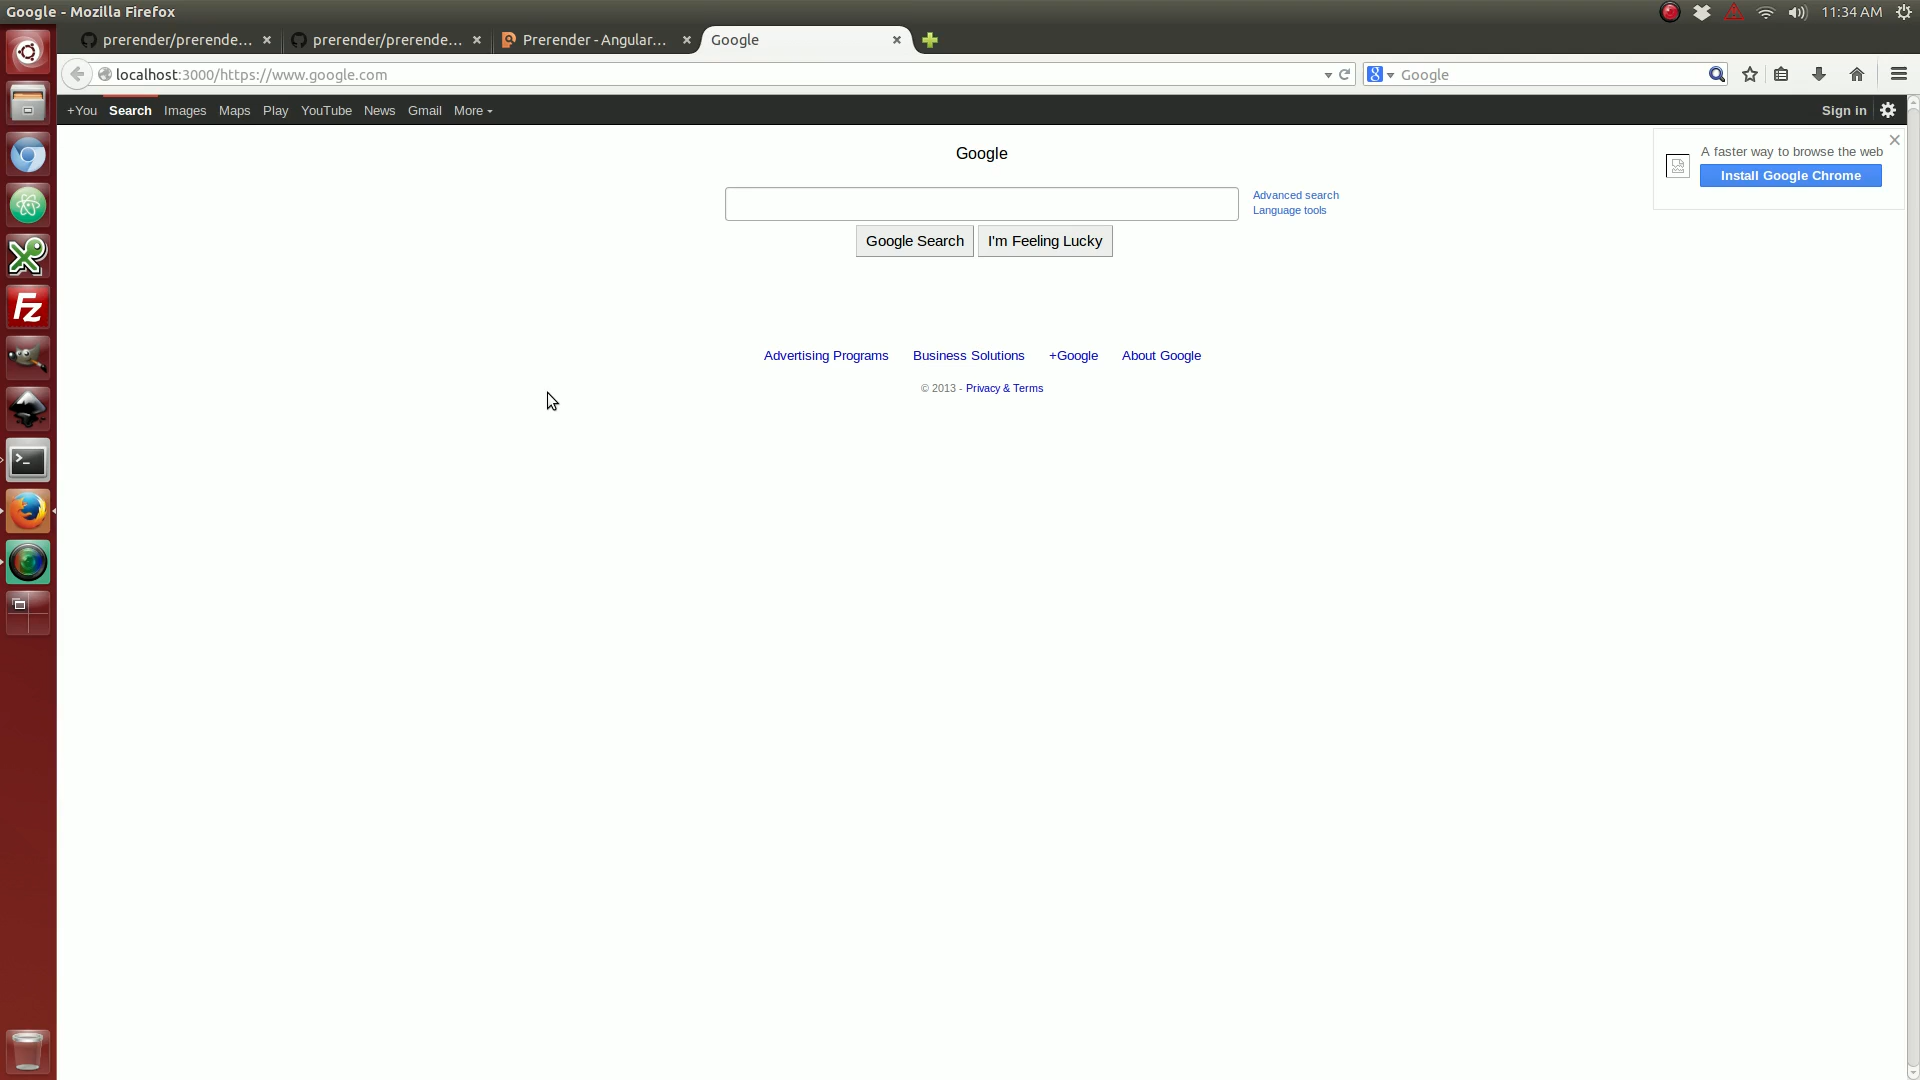 Google - Mozilla Firefox
11:34 AM
prerender/prerende...
prerender/prerende...
Prerender - Angular...
Google
localhost:3000/https://www.google.com
Google
+You Search Images Maps Play YouTube News Gmail More
Sign in
Google
A faster way to browse the web
Install Google Chrome
Advanced search
Language tools
Google Search
I'm Feeling Lucky
Advertising Programs Business Solutions +Google About Google
© 2013 - Privacy & Terms